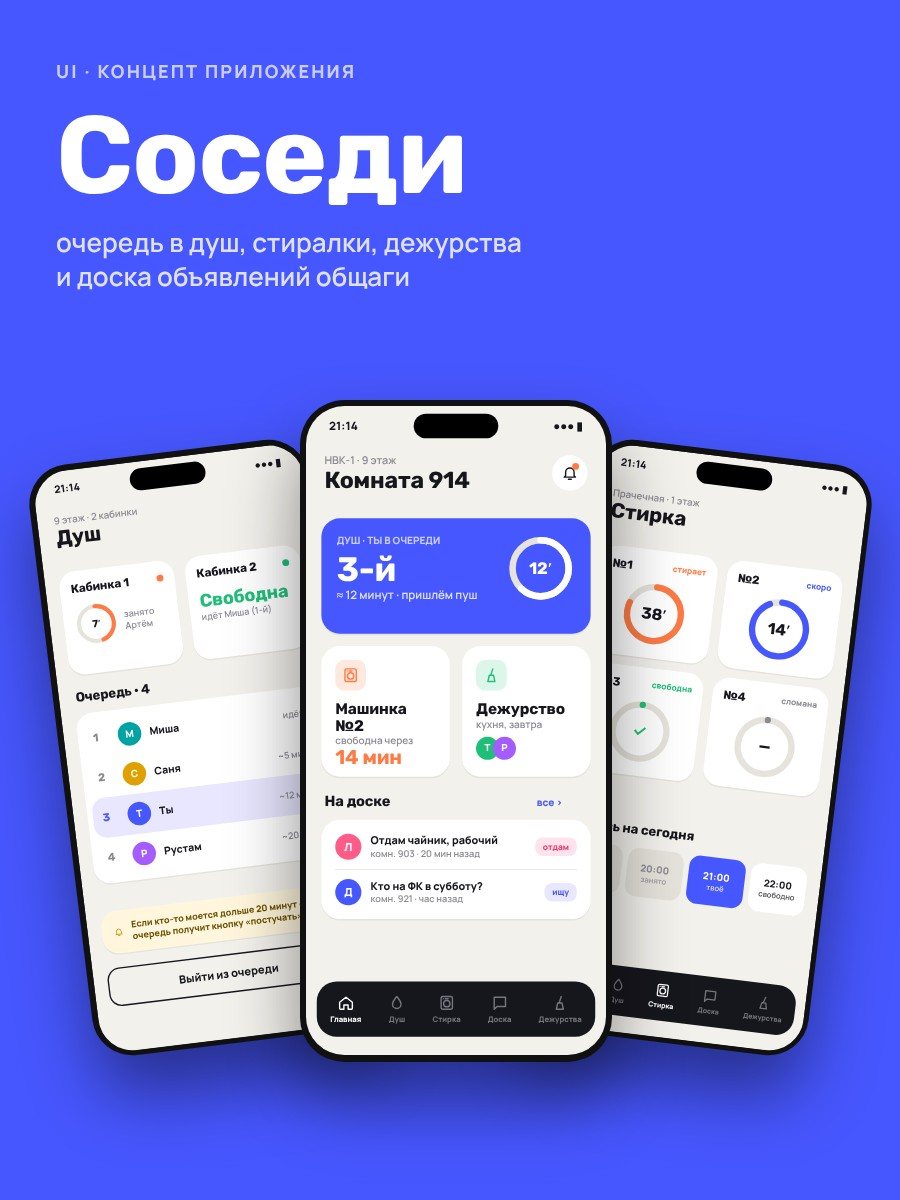 UI · КОНЦЕПТ ПРИЛОЖЕНИЯ
Соседи
очередь в душ, стиралки, дежурства
и доска объявлений общаги
21:14
9 этаж · 2 кабинки
Душ
Кабинка 1
7′
занято
Артём
Кабинка 2
Свободна
идёт Миша (1-й)
Очередь · 4
1 М Миша
2 С Саня ~5
3 Т Ты ~12
4 Р Рустам ~20
Если кто-то моется дольше 20 минут
очередь получит кнопку «постучать»
Выйти из очереди
21:14
НВК-1 · 9 этаж
Комната 914
ДУШ · ТЫ В ОЧЕРЕДИ
3-й
≈ 12 минут · пришлём пуш
12′
Машинка
№2
свободна через
14 мин
Дежурство
кухня, завтра
Т Р
На доске
все ›
Л Отдам чайник, рабочий
комн. 903 · 20 мин назад
отдам
Д Кто на ФК в субботу?
комн. 921 · час назад
ищу
Главная Душ Стирка Доска Дежурства
21:14
Прачечная · 1 этаж
Стирка
№1 стирает
38′
№2 скоро
14′
3 свободна
№4 сломана
–
на сегодня
20:00
занято
21:00
твоё
22:00
свободно
Душ Стирка Доска Дежурства